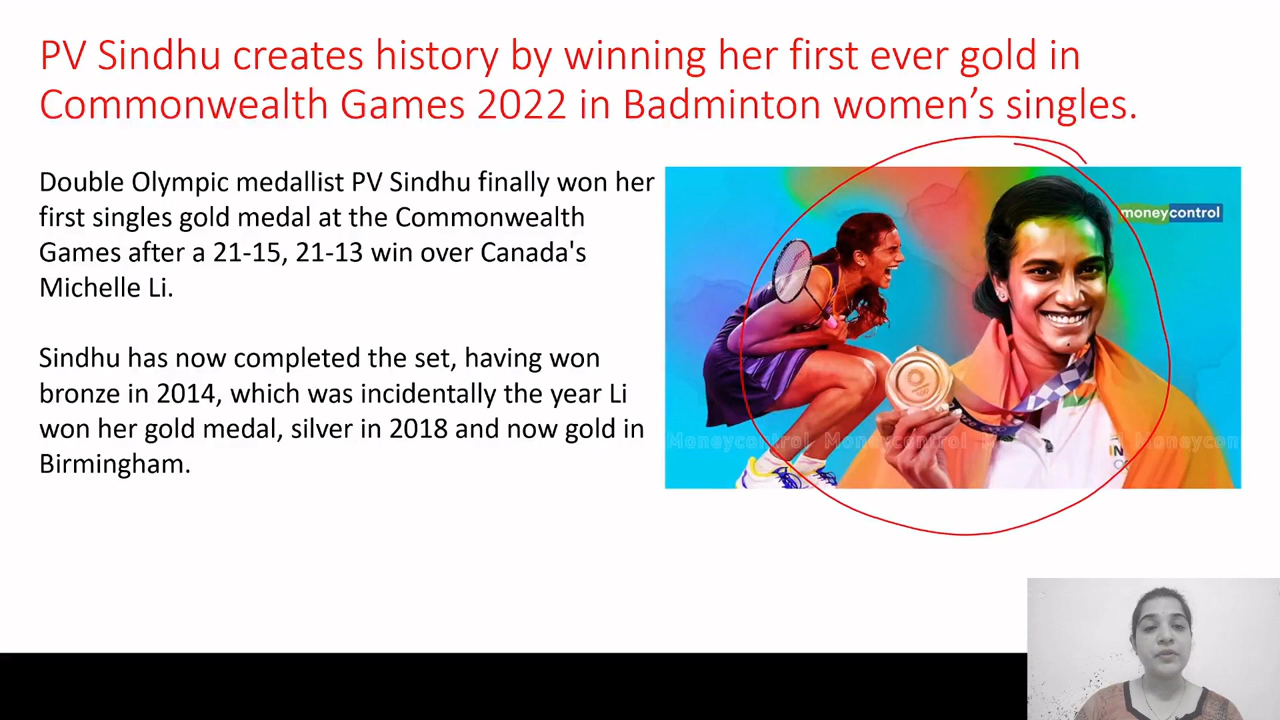 PV Sindhu creates history by winning her first ever gold in
Commonwealth Games 2022 in Badminton women’s singles.
Double Olympic medallist PV Sindhu finally won her
first singles gold medal at the Commonwealth
Games after a 21-15, 21-13 win over Canada's
Michelle Li.
Sindhu has now completed the set, having won
bronze in 2014, which was incidentally the year Li
won her gold medal, silver in 2018 and now gold in
Birmingham.
moneycontrol
Moneycontrol Moneycontrol Moneycon